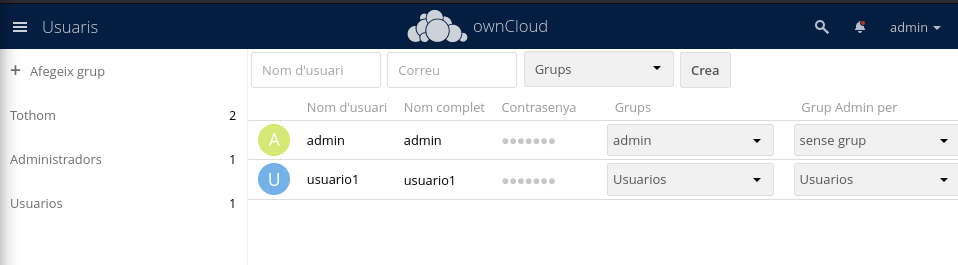 Usuaris ownCloud admin
+ Afegeix grup Nom d'usuari Correu Grups Crea
Nom d'usuari Nom complet Contrasenya Grups Grup Admin per
Tothom 2
A admin admin ●●●●●●● admin sense grup
Administradors 1
U usuario1 usuario1 ●●●●●●● Usuarios Usuarios
Usuarios 1